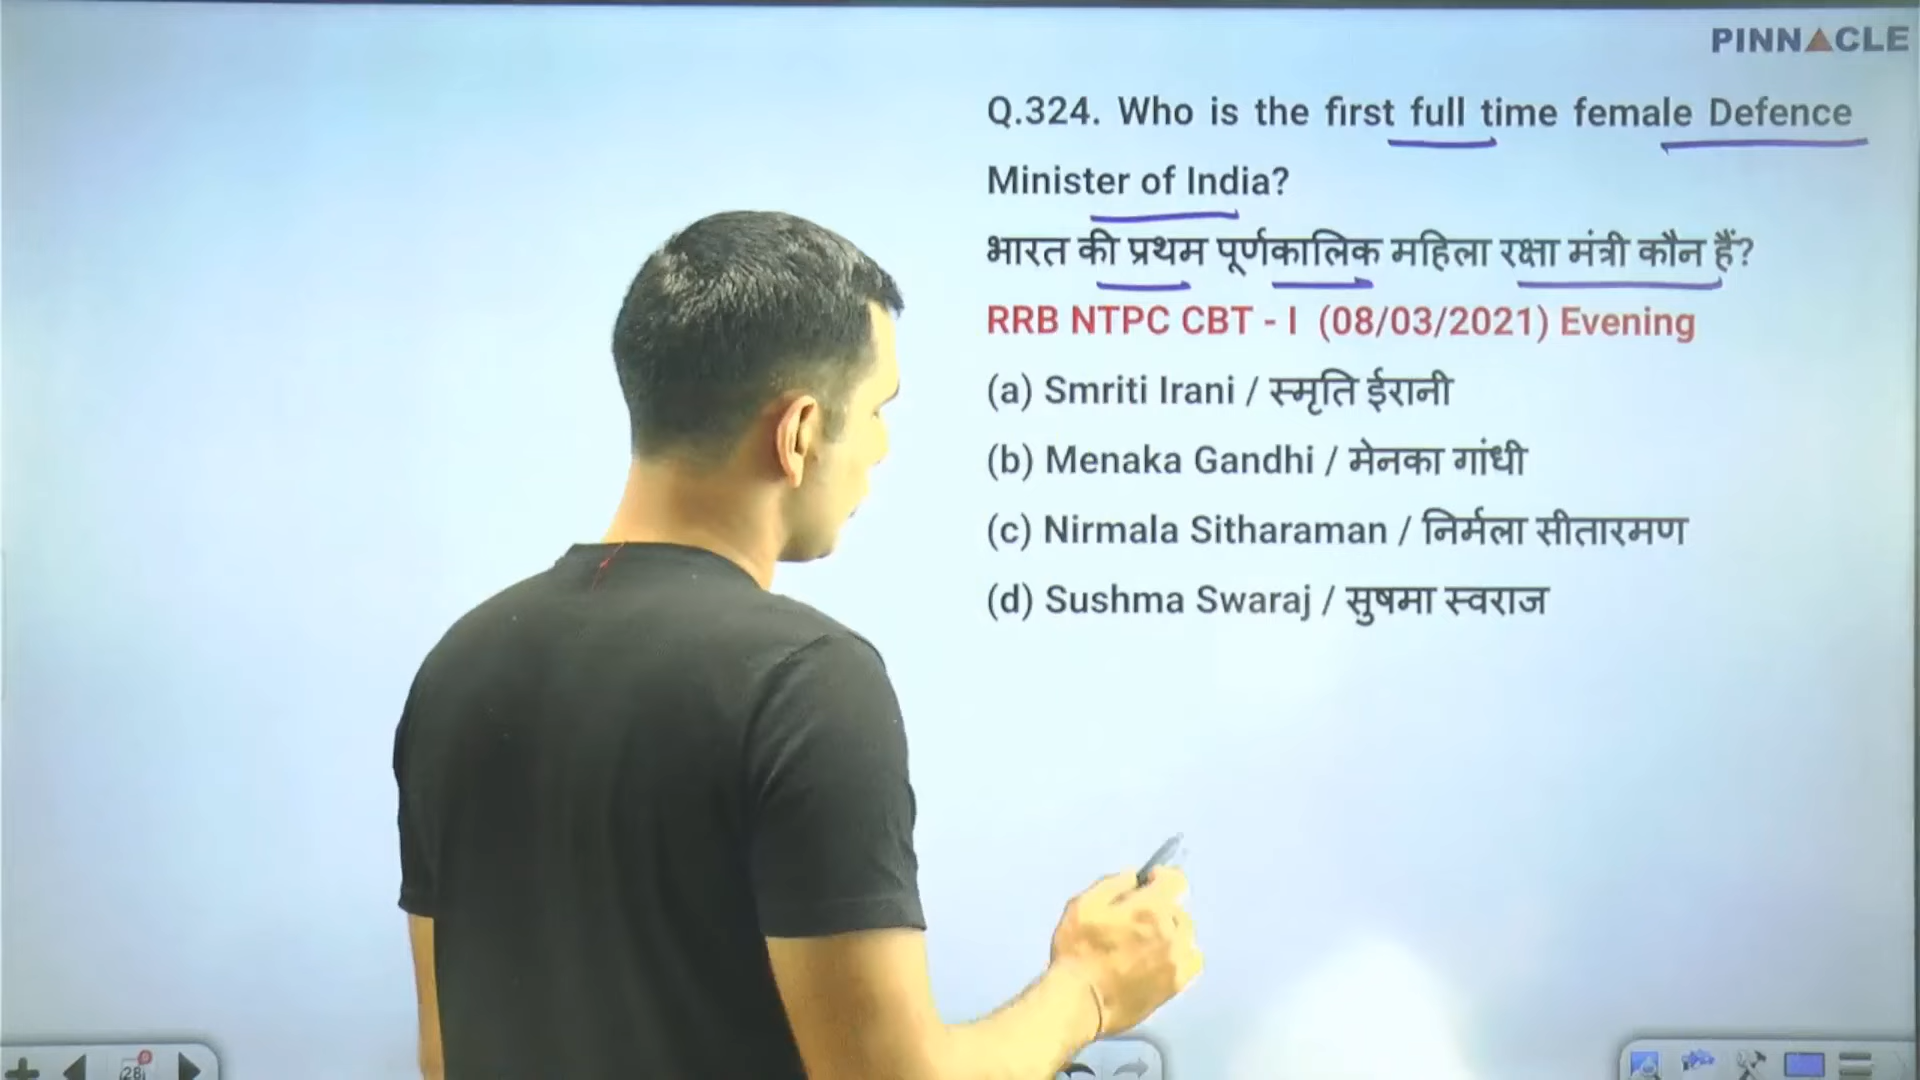 PINNACLE
Q.324. Who is the first full time female Defence
Minister of India?
भारत की प्रथम पूर्णकालिक महिला रक्षा मंत्री कौन हैं?
RRB NTPC CBT - I (08/03/2021) Evening
(a) Smriti Irani / स्मृति ईरानी
(b) Menaka Gandhi / मेनका गांधी
(c) Nirmala Sitharaman / निर्मला सीतारमण
(d) Sushma Swaraj / सुषमा स्वराज
28